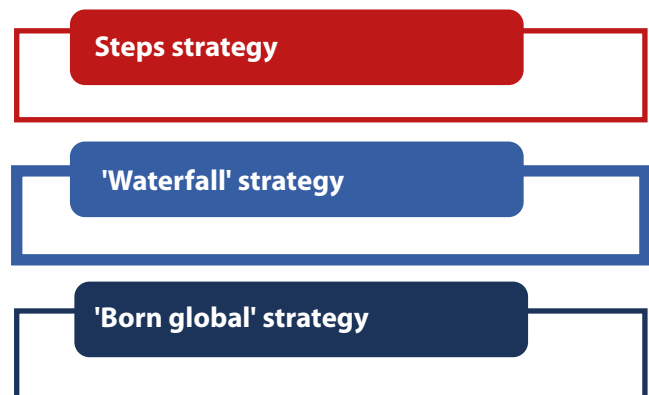 Steps strategy
'Waterfall' strategy
'Born global' strategy